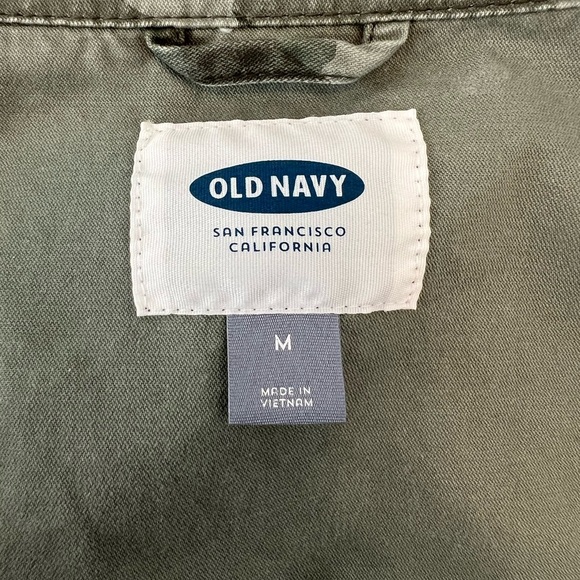 OLD NAVY
SAN FRANCISCO
CALIFORNIA
M
MADE IN
VIETNAM